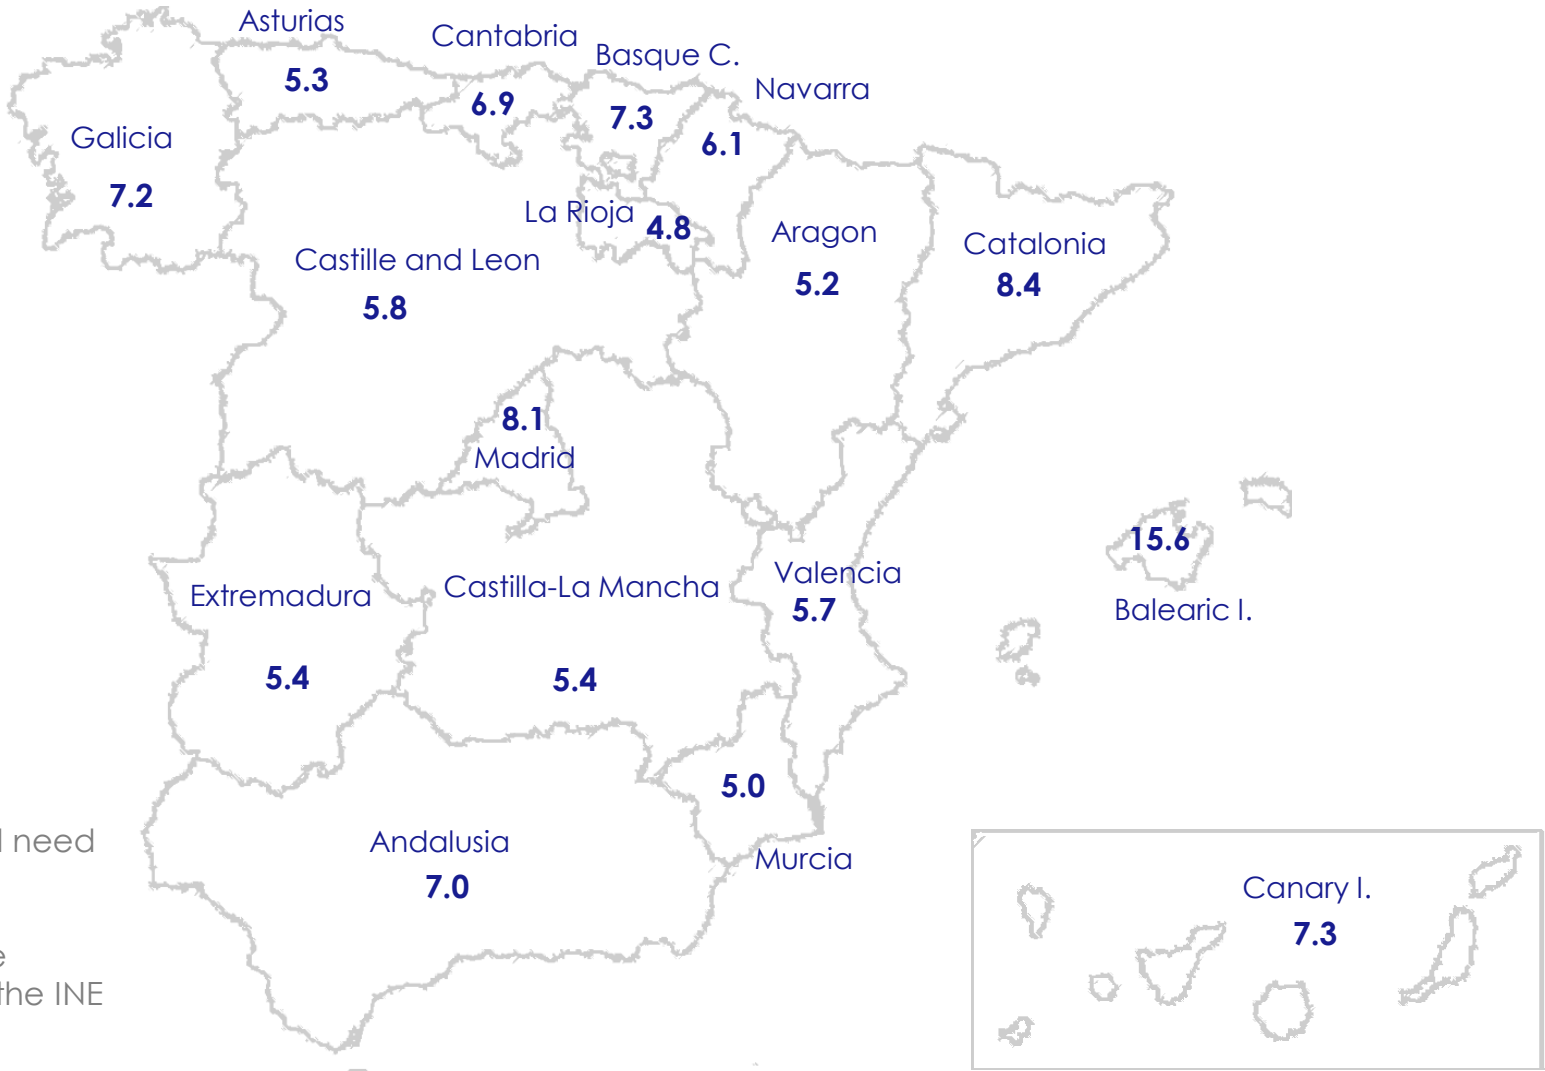 Asturias
5.3
Cantabria
6.9
Basque C.
7.3
Navarra
6.1
Galicia
7.2
La Rioja
4.8
Aragon
5.2
Catalonia
8.4
Castille and Leon
5.8
8.1
Madrid
15.6
Balearic I.
Valencia
5.7
Extremadura
5.4
Castilla-La Mancha
5.4
5.0
Murcia
Andalusia
7.0
Canary I.
7.3
need
the INE